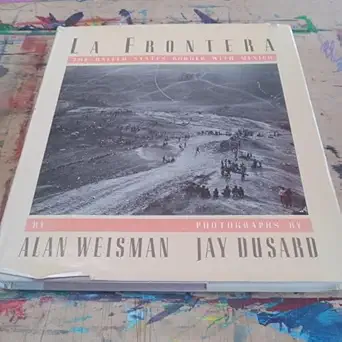 LA FRONTERA
THE UNITED STATES BORDER WITH MEXICO
BY PHOTOGRAPHS BY
ALAN WEISMAN JAY DUSARD